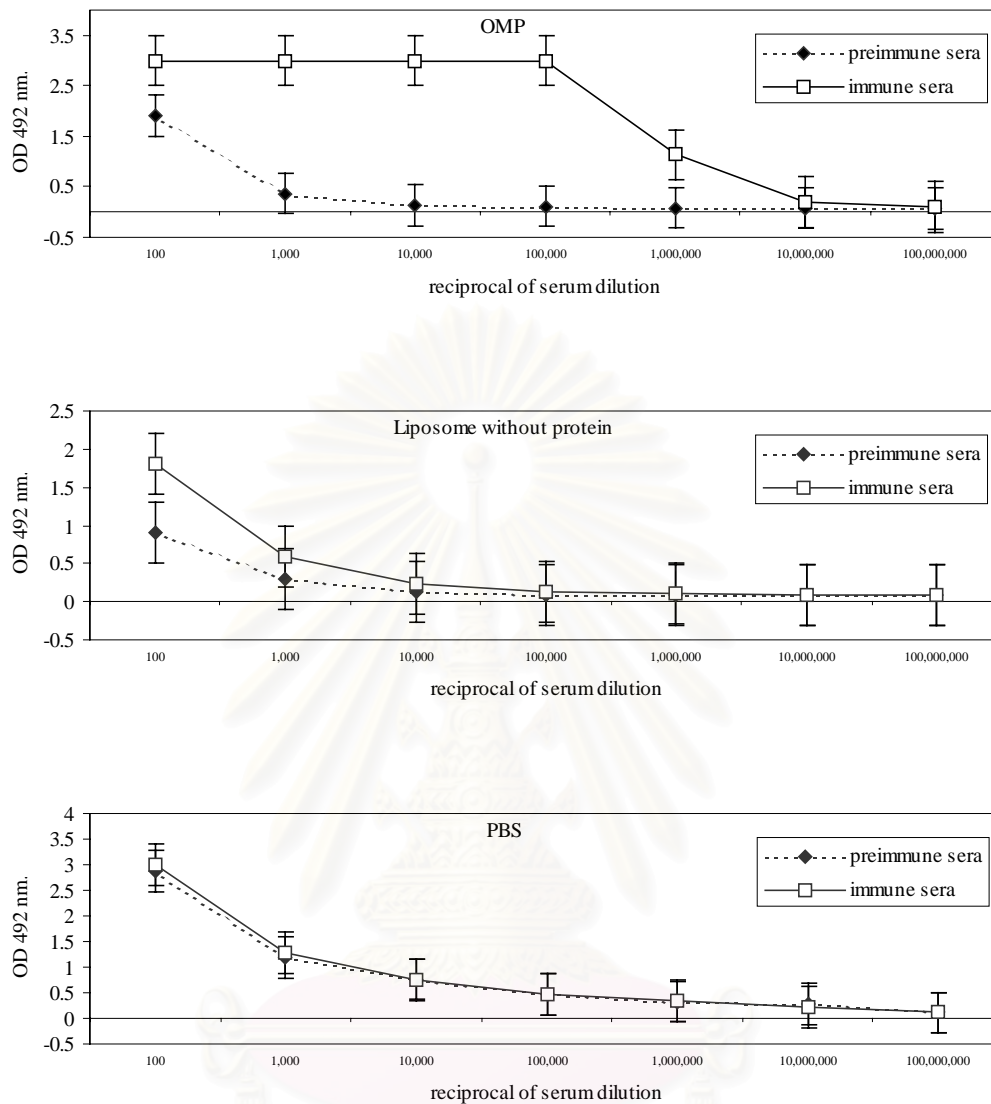 OMP
3.5
2.5
1.5
0.5
-0.5
OD 492 nm.
preimmune sera
immune sera
100 1,000 10,000 100,000 1,000,000 10,000,000 100,000,000
reciprocal of serum dilution
Liposome without protein
2.5
2
1.5
1
0.5
0
-0.5
OD 492 nm.
preimmune sera
immune sera
100 1,000 10,000 100,000 1,000,000 10,000,000 100,000,000
reciprocal of serum dilution
PBS
4
3.5
3
2.5
2
1.5
1
0.5
0
-0.5
OD 492 nm.
preimmune sera
immune sera
100 1,000 10,000 100,000 1,000,000 10,000,000 100,000,000
reciprocal of serum dilution